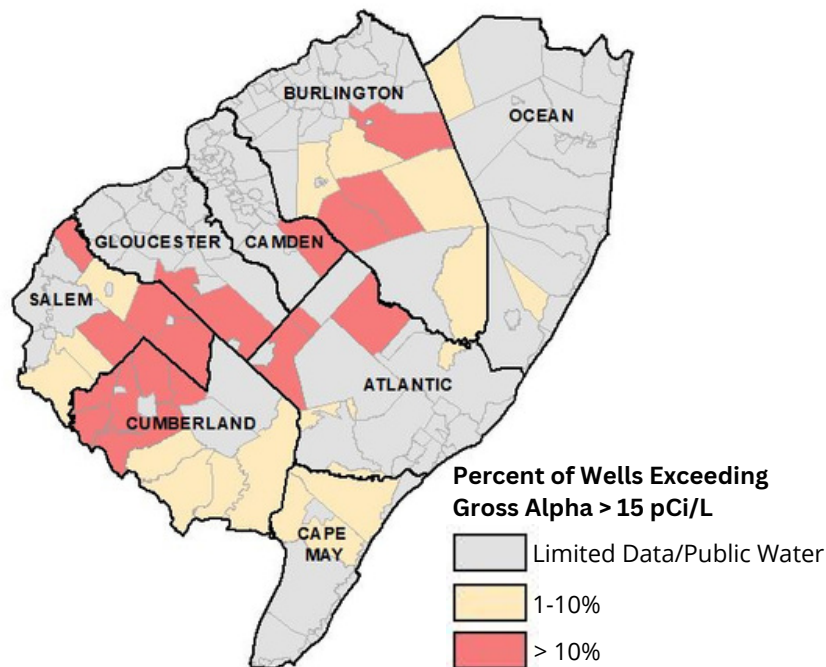 BURLINGTON
OCEAN
GLOUCESTER
CAMDEN
SALEM
ATLANTIC
CUMBERLAND
CAPE
MAY
Percent of Wells Exceeding
Gross Alpha > 15 pCi/L
Limited Data/Public Water
1-10%
> 10%